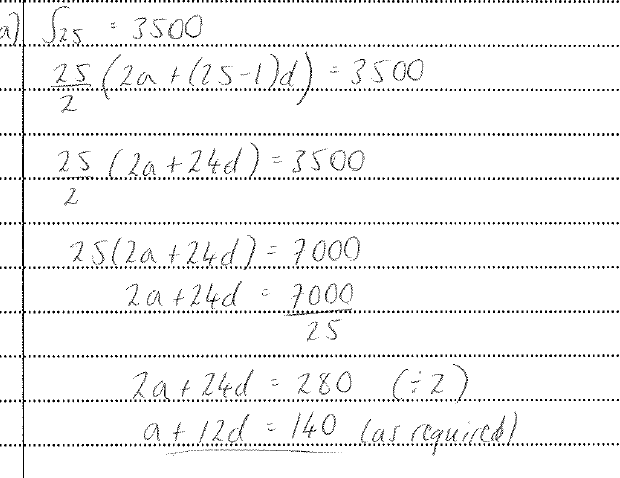 a) S25 = 3500
25/2 (2a + (25-1)d) = 3500
25/2 (2a + 24d) = 3500
25(2a + 24d) = 7000
2a + 24d = 7000/25
2a + 24d = 280 (÷2)
a + 12d = 140 (as required)